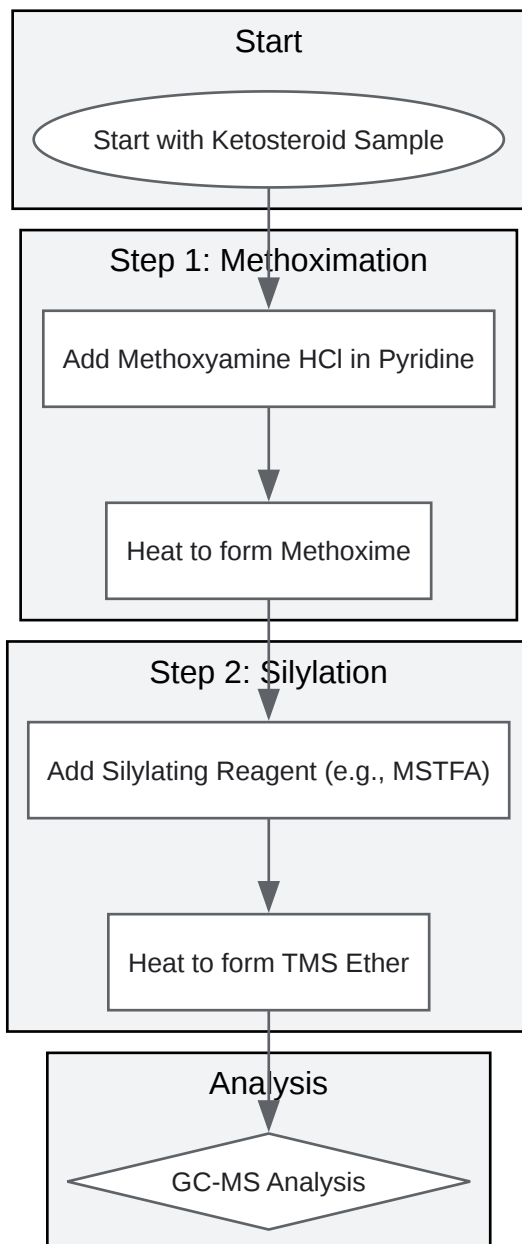 Start
Start with Ketosteroid Sample
Step 1: Methoximation
Add Methoxyamine HCl in Pyridine
Heat to form Methoxime
Step 2: Silylation
Add Silylating Reagent (e.g., MSTFA)
Heat to form TMS Ether
Analysis
GC-MS Analysis